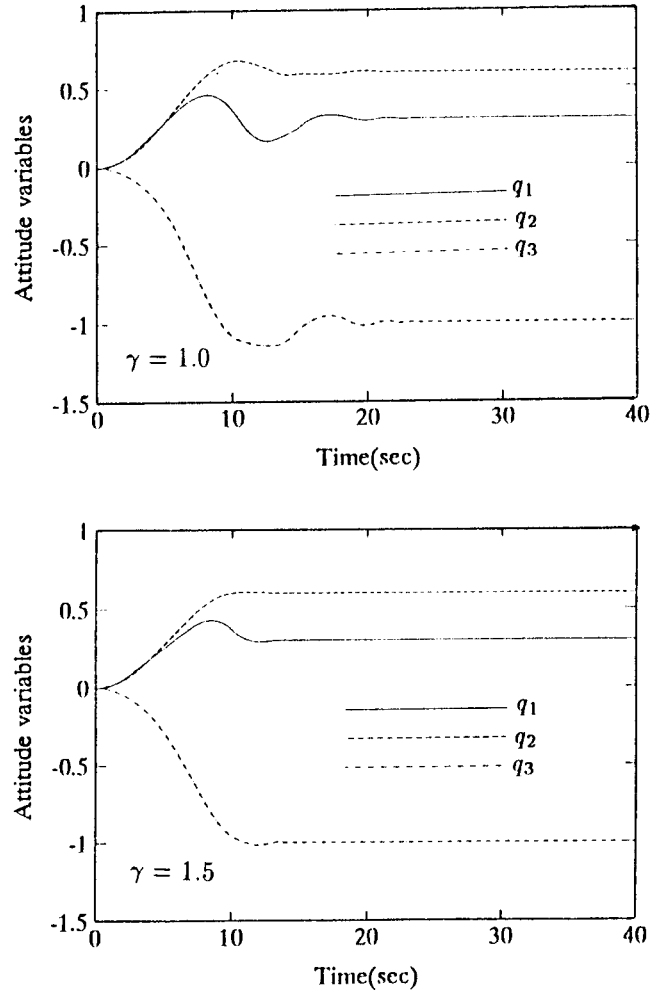 1
0.5
0
-0.5
-1
-1.5
Attitude variables
q1
q2
q3
γ = 1.0
0
10
20
30
40
Time(sec)
1
0.5
0
-0.5
-1
-1.5
Attitude variables
q1
q2
q3
γ = 1.5
0
10
20
30
40
Time(sec)